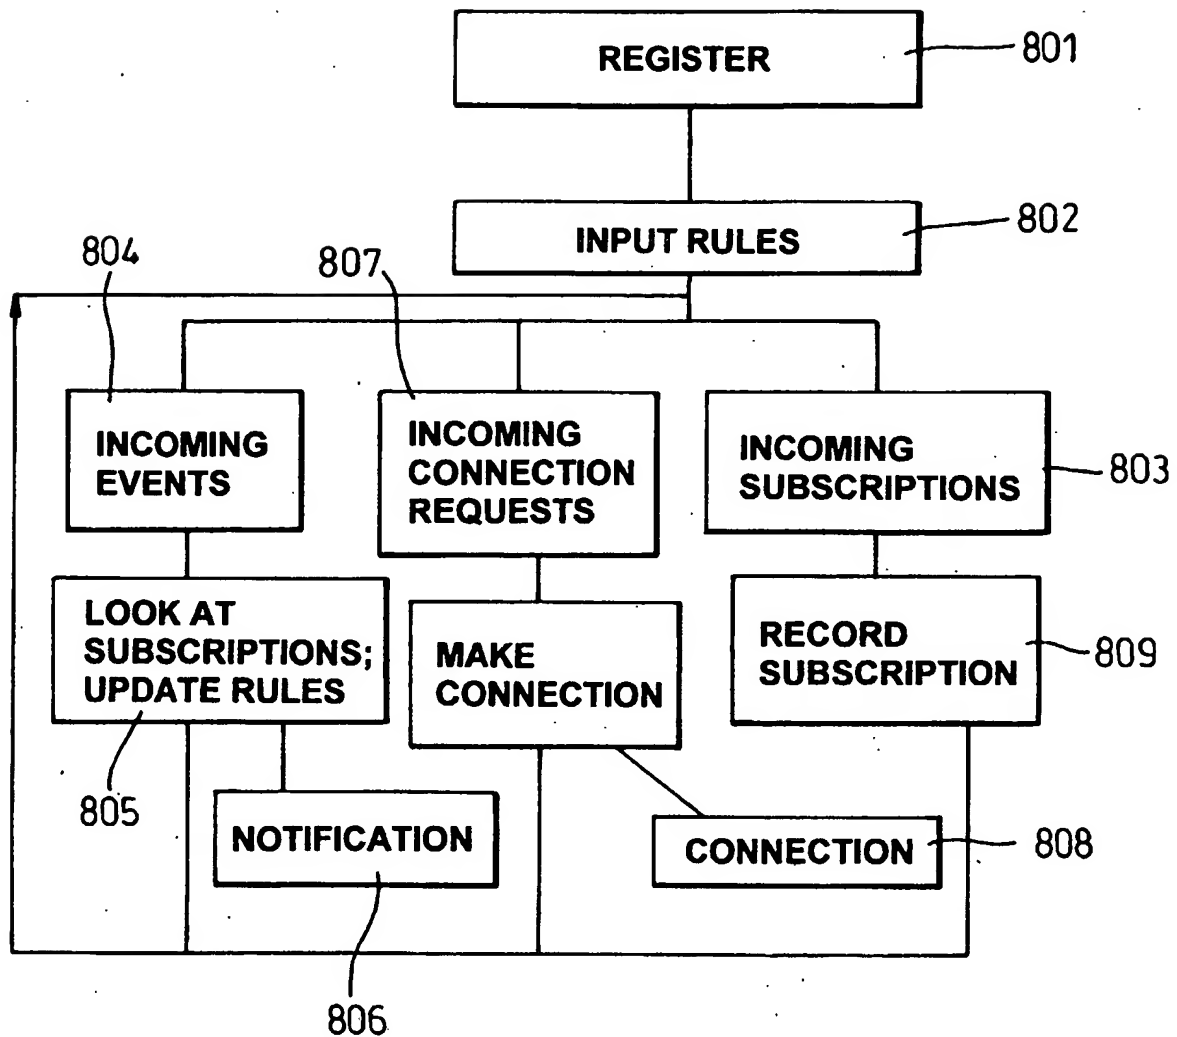 REGISTER
801
INPUT RULES
802
804
807
INCOMING
EVENTS
INCOMING
CONNECTION
REQUESTS
INCOMING
SUBSCRIPTIONS
803
LOOK AT
SUBSCRIPTIONS;
UPDATE RULES
MAKE
CONNECTION
RECORD
SUBSCRIPTION
809
805
NOTIFICATION
CONNECTION
808
806